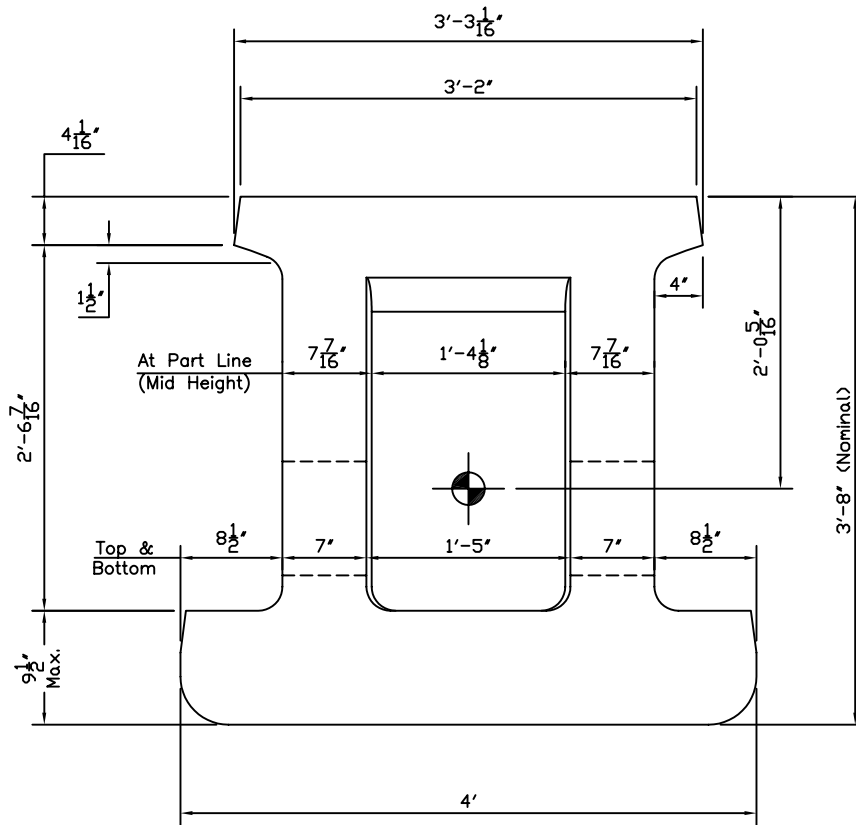 3'-3 1/16"
3'-2"
4 1/16"
1 1/2"
4"
7 7/16"
1'-4 1/8"
7 7/16"
At Part Line
(Mid Height)
2'-0 5/16"
2'-6 7/16"
3'-8" (Nominal)
8 1/2"
7"
1'-5"
7"
8 1/2"
Top &
Bottom
9 1/2"
Max.
4'